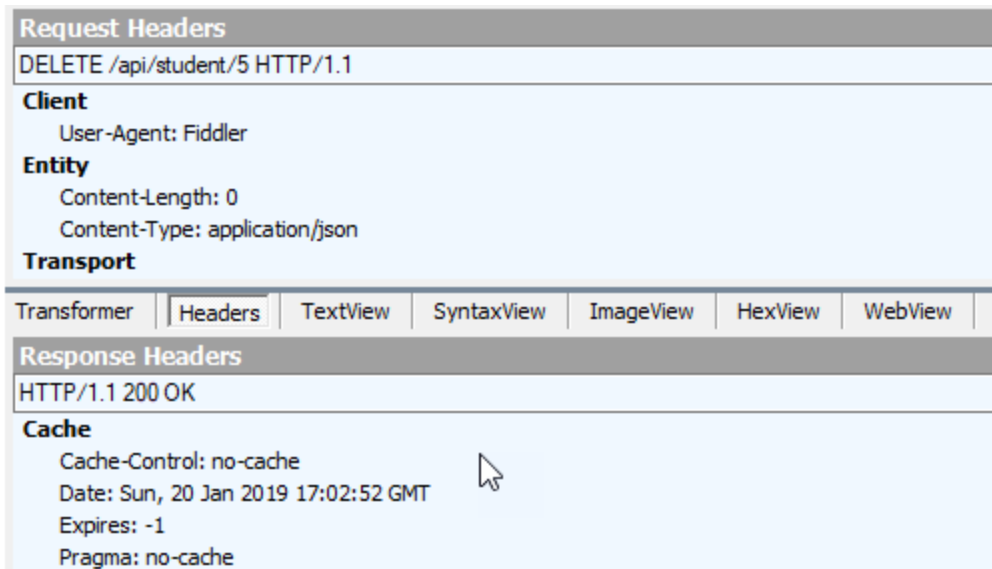 Request Headers
DELETE /api/student/5 HTTP/1.1
Client
User-Agent: Fiddler
Entity
Content-Length: 0
Content-Type: application/json
Transport
Transformer Headers TextView SyntaxView ImageView HexView WebView
Response Headers
HTTP/1.1 200 OK
Cache
Cache-Control: no-cache
Date: Sun, 20 Jan 2019 17:02:52 GMT
Expires: -1
Pragma: no-cache